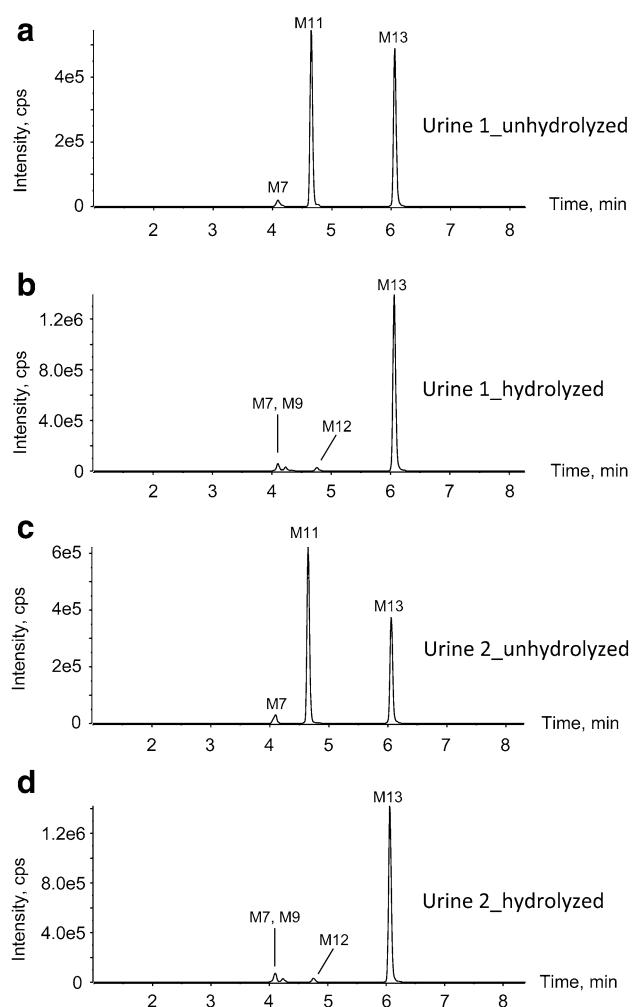 a
M11
M13
4e5
2e5
0
Intensity, cps
M7
Urine 1_unhydrolyzed
Time, min
2 3 4 5 6 7 8
b
M13
1.2e6
8.0e5
4.0e5
0
Intensity, cps
M7, M9
M12
Urine 1_hydrolyzed
Time, min
2 3 4 5 6 7 8
c
M11
6e5
4e5
2e5
0
Intensity, cps
M13
M7
Urine 2_unhydrolyzed
Time, min
2 3 4 5 6 7 8
d
M13
1.2e6
8.0e5
4.0e5
0
Intensity, cps
M7, M9
M12
Urine 2_hydrolyzed
Time, min
2 3 4 5 6 7 8